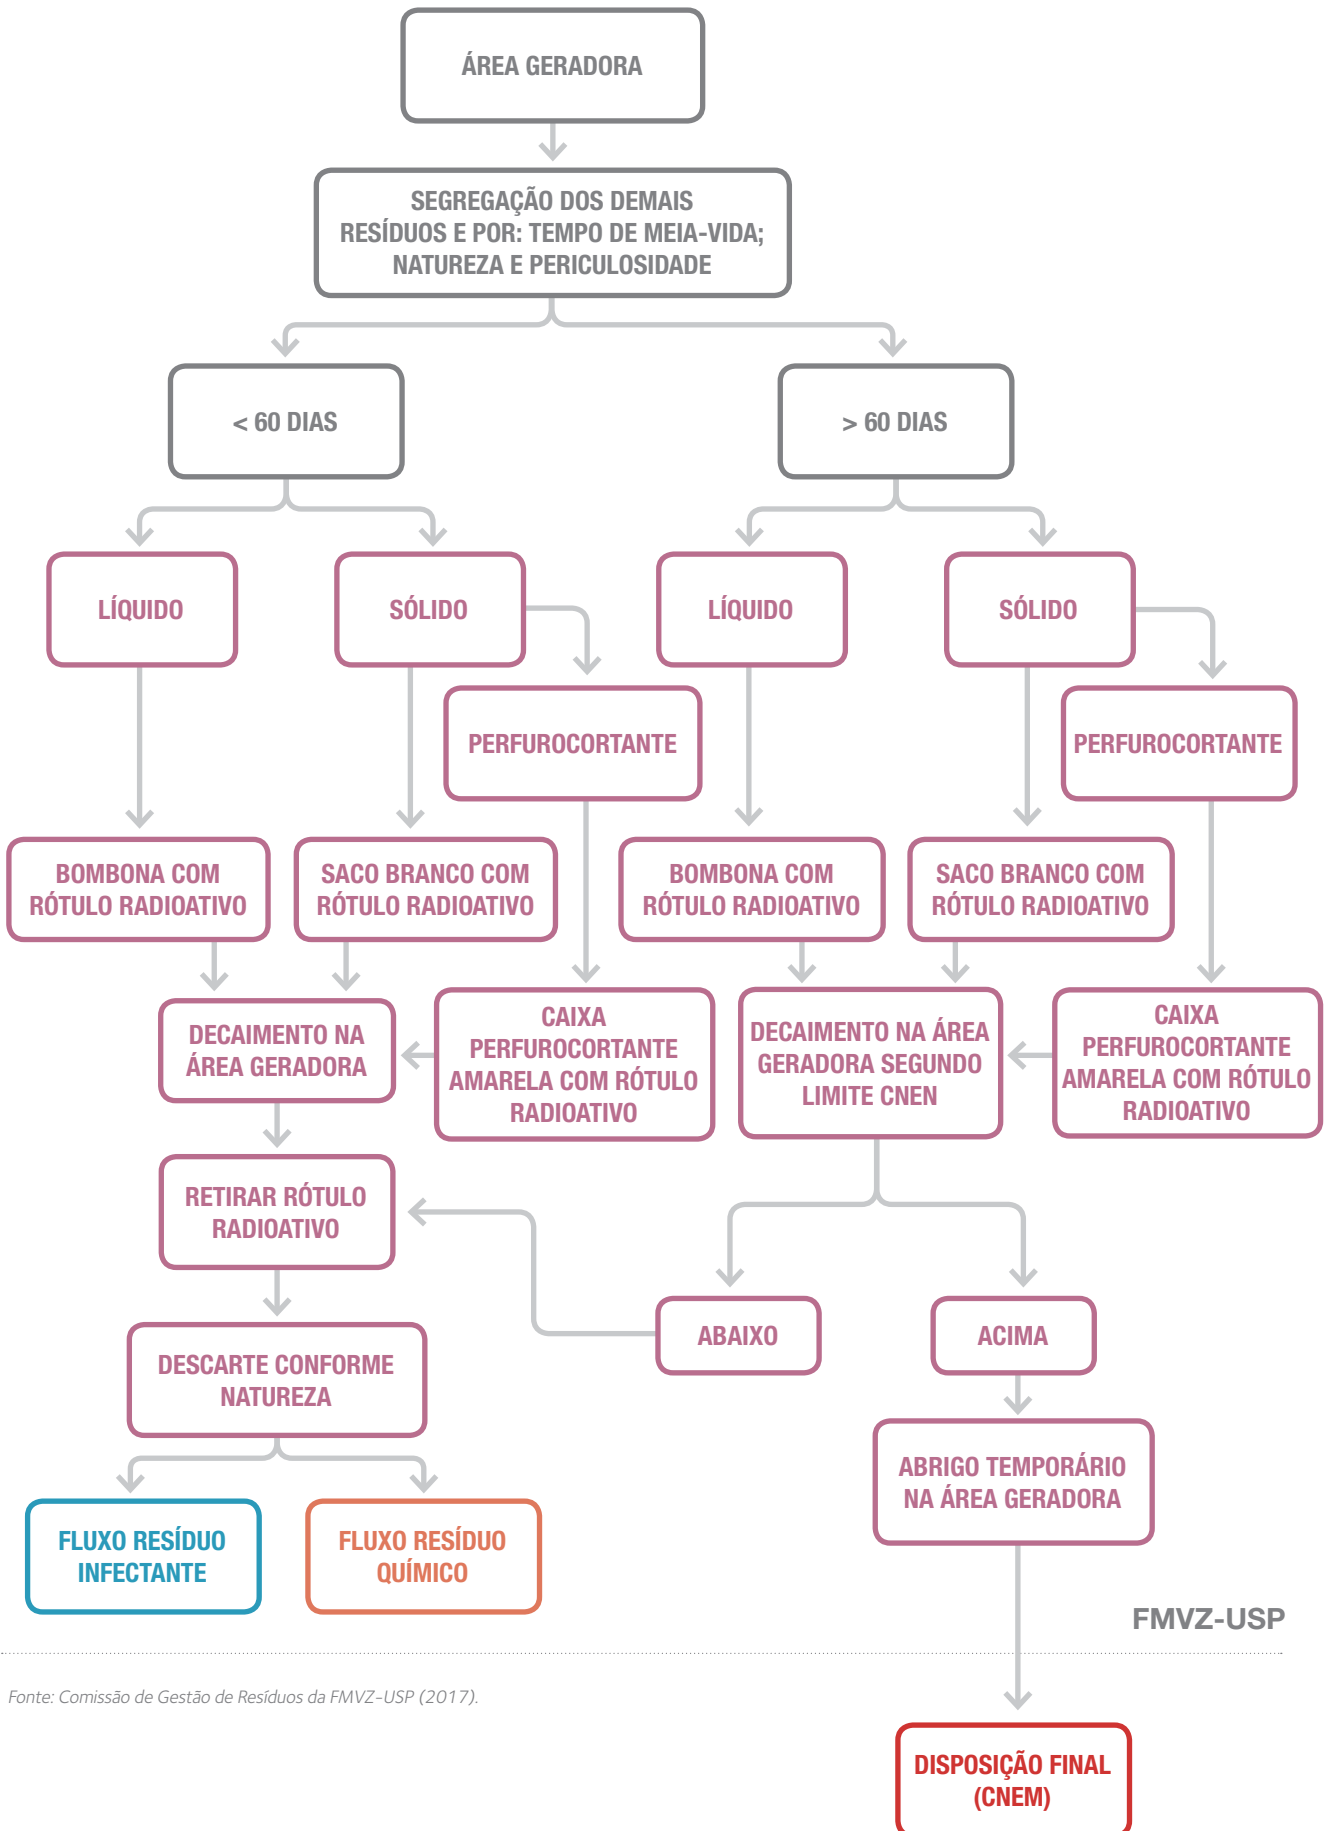 ÁREA GERADORA
SEGREGAÇÃO DOS DEMAIS
RESÍDUOS E POR: TEMPO DE MEIA-VIDA;
NATUREZA E PERICULOSIDADE
< 60 DIAS
> 60 DIAS
LÍQUIDO
SÓLIDO
LÍQUIDO
SÓLIDO
PERFUROCORTANTE
PERFUROCORTANTE
BOMBONA COM
RÓTULO RADIOATIVO
SACO BRANCO COM
RÓTULO RADIOATIVO
BOMBONA COM
RÓTULO RADIOATIVO
SACO BRANCO COM
RÓTULO RADIOATIVO
DECAIMENTO NA
ÁREA GERADORA
CAIXA
PERFUROCORTANTE
AMARELA COM RÓTULO
RADIOATIVO
DECAIMENTO NA ÁREA
GERADORA SEGUNDO
LIMITE CNEN
CAIXA
PERFUROCORTANTE
AMARELA COM RÓTULO
RADIOATIVO
RETIRAR RÓTULO
RADIOATIVO
ABAIXO
ACIMA
DESCARTE CONFORME
NATUREZA
ABRIGO TEMPORÁRIO
NA ÁREA GERADORA
FLUXO RESÍDUO
INFECTANTE
FLUXO RESÍDUO
QUÍMICO
FMVZ-USP
Fonte: Comissão de Gestão de Resíduos da FMVZ-USP (2017).
DISPOSIÇÃO FINAL
(CNEM)